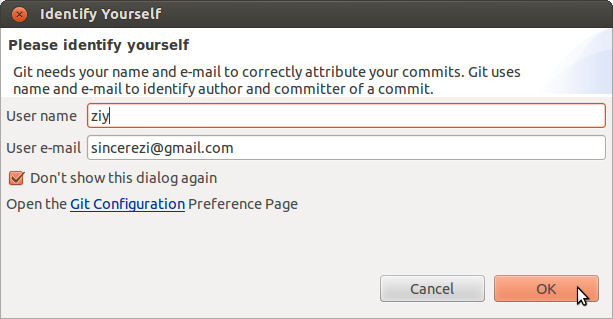 Identify Yourself
Please identify yourself
Git needs your name and e-mail to correctly attribute your commits. Git uses
name and e-mail to identify author and committer of a commit.
User name ziy
User e-mail sincerezi@gmail.com
Don't show this dialog again
Open the Git Configuration Preference Page
Cancel OK